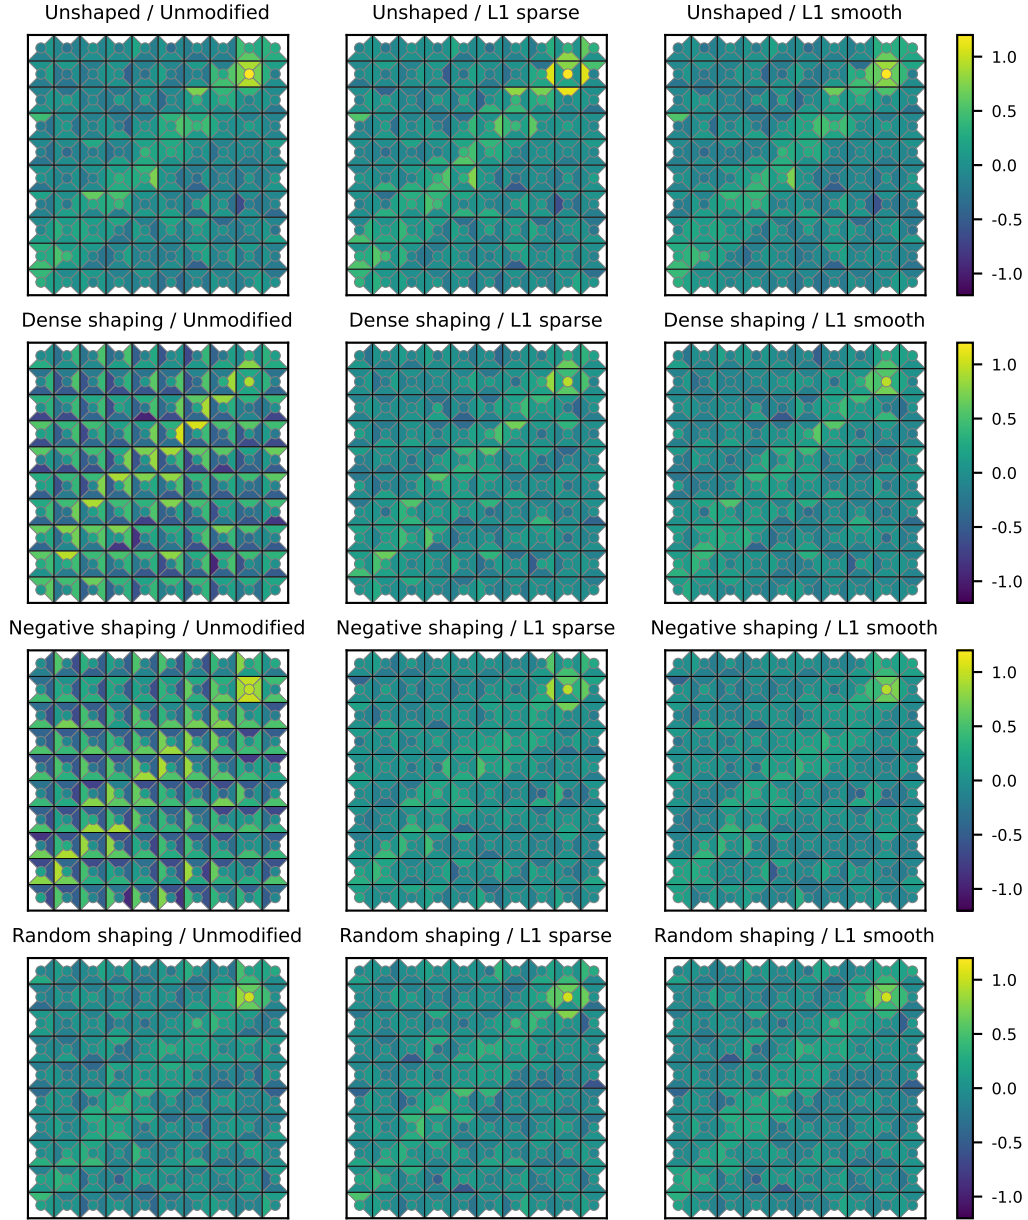 Unshaped / Unmodified
Unshaped / L1 sparse
Unshaped / L1 smooth
1.0
0.5
0.0
-0.5
-1.0
Dense shaping / Unmodified
Dense shaping / L1 sparse
Dense shaping / L1 smooth
1.0
0.5
0.0
-0.5
-1.0
Negative shaping / Unmodified
Negative shaping / L1 sparse
Negative shaping / L1 smooth
1.0
0.5
0.0
-0.5
-1.0
Random shaping / Unmodified
Random shaping / L1 sparse
Random shaping / L1 smooth
1.0
0.5
0.0
-0.5
-1.0